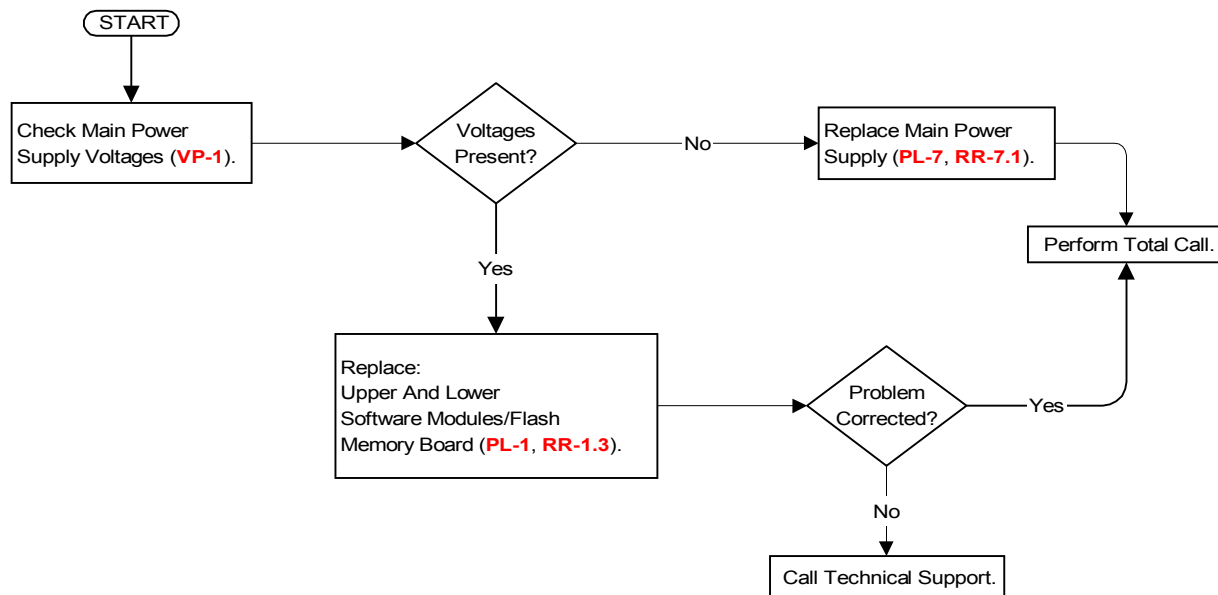 START
Check Main Power
Supply Voltages (VP-1).
Voltages
Present?
No
Replace Main Power
Supply (PL-7, RR-7.1).
Perform Total Call.
Yes
Replace:
Upper And Lower
Software Modules/Flash
Memory Board (PL-1, RR-1.3).
Problem
Corrected?
Yes
No
Call Technical Support.